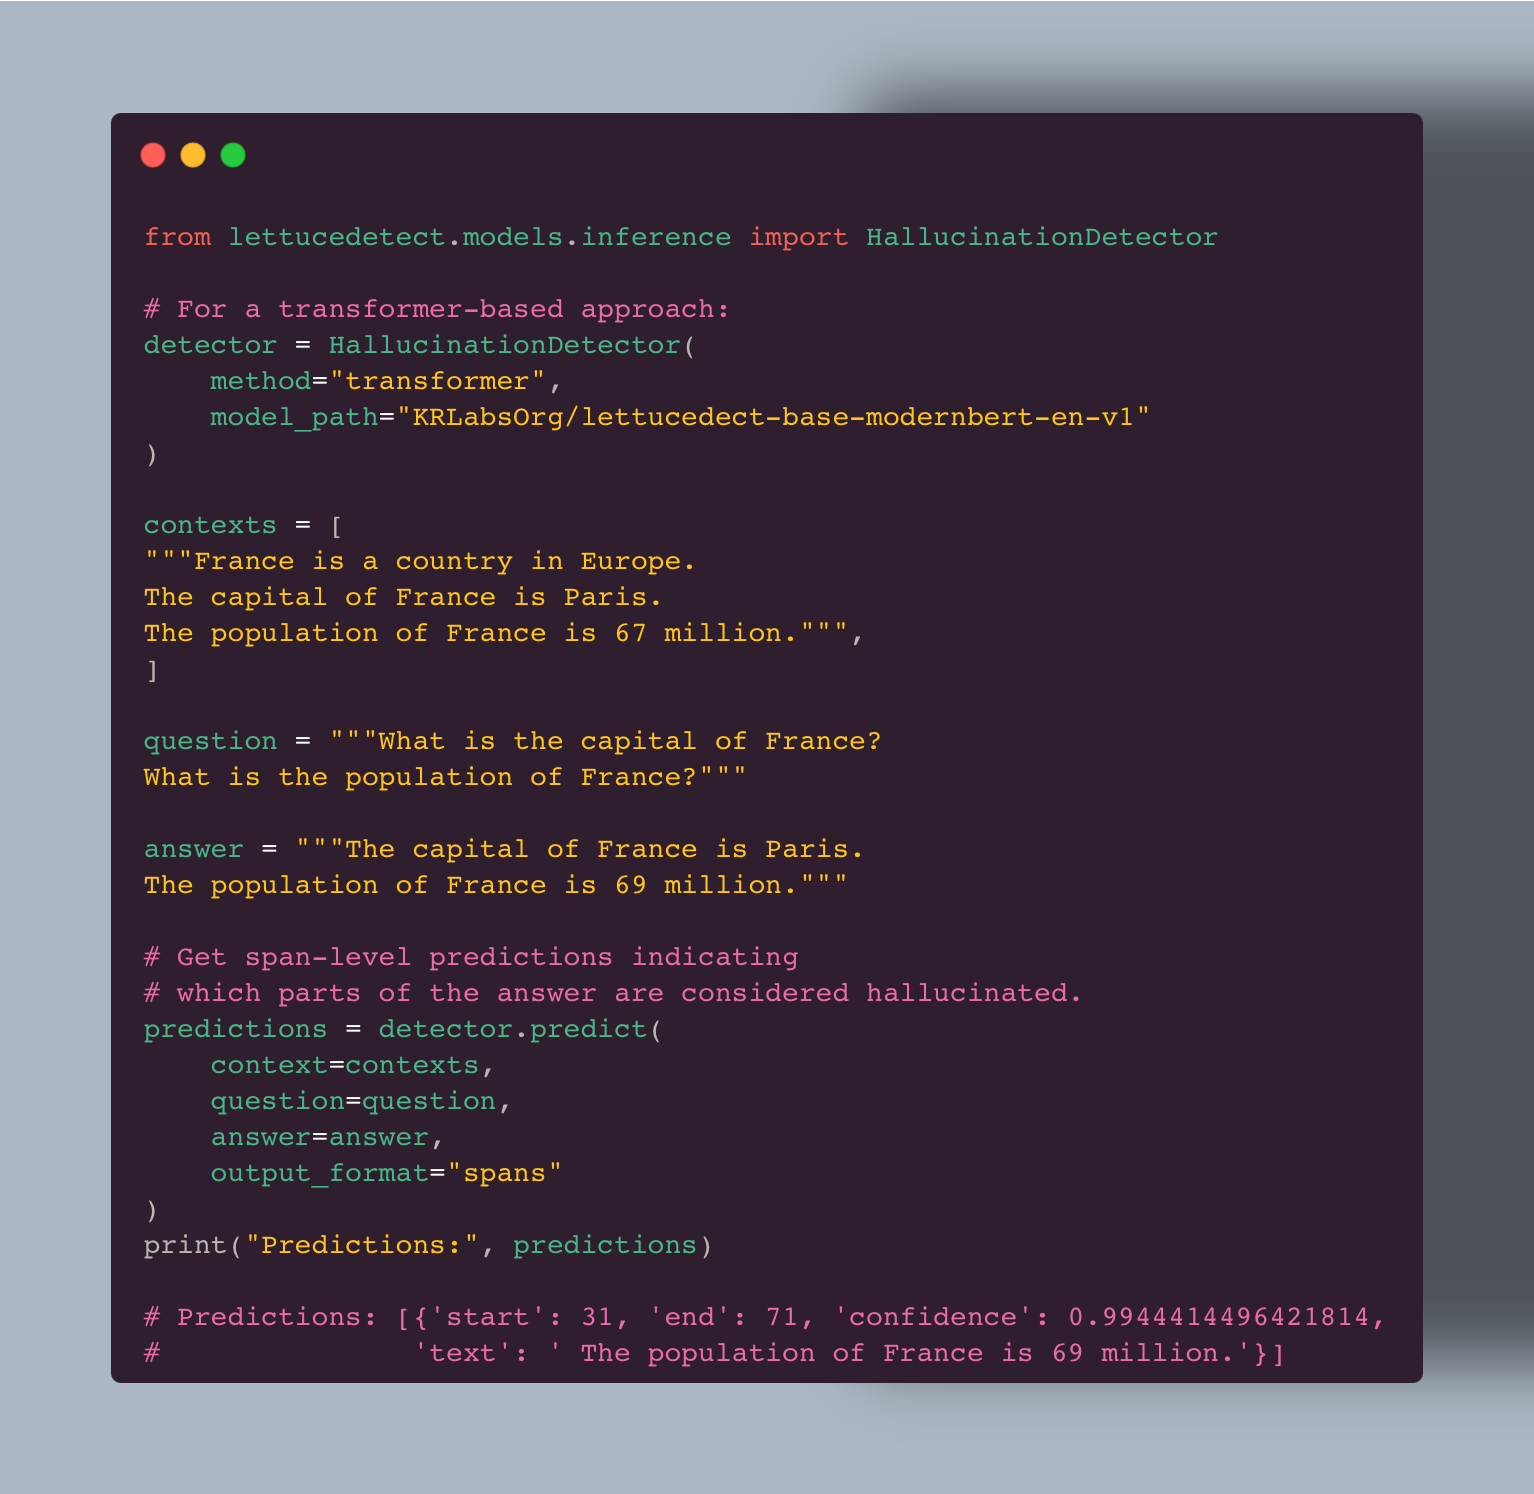 from lettucedetect.models.inference import HallucinationDetector

# For a transformer-based approach:
detector = HallucinationDetector(
    method="transformer",
    model_path="KRLabsOrg/lettucedect-base-modernbert-en-v1"
)

contexts = [
"""France is a country in Europe.
The capital of France is Paris.
The population of France is 67 million.""",
]

question = """What is the capital of France?
What is the population of France?"""

answer = """The capital of France is Paris.
The population of France is 69 million."""

# Get span-level predictions indicating
# which parts of the answer are considered hallucinated.
predictions = detector.predict(
    context=contexts,
    question=question,
    answer=answer,
    output_format="spans"
)
print("Predictions:", predictions)

# Predictions: [{'start': 31, 'end': 71, 'confidence': 0.9944414496421814,
#               'text': ' The population of France is 69 million.'}]